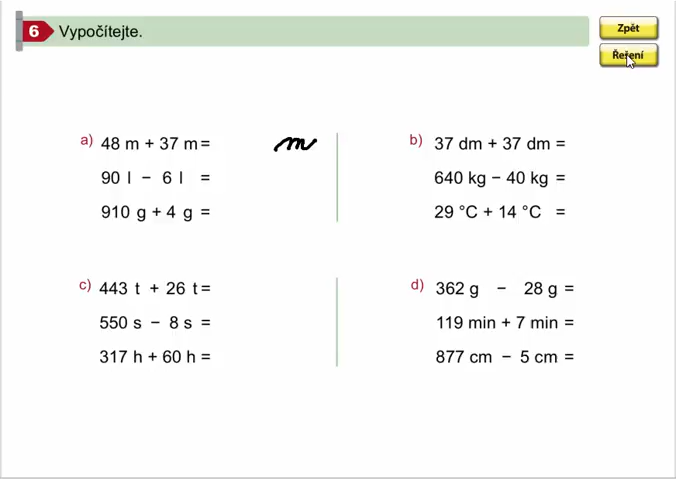 6 Vypočítejte.
Zpět
Řešení
a) 48 m + 37 m = m
90 l − 6 l =
910 g + 4 g =
b) 37 dm + 37 dm =
640 kg − 40 kg =
29 °C + 14 °C =
c) 443 t + 26 t =
550 s − 8 s =
317 h + 60 h =
d) 362 g − 28 g =
119 min + 7 min =
877 cm − 5 cm =